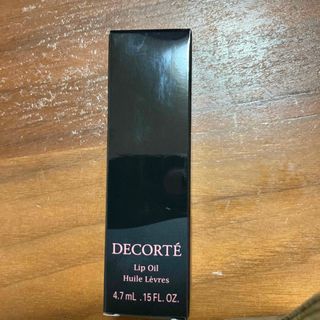 DECORTÉ
Lip Oil
Huile Lèvres
4.7 mL .15 FL. OZ.